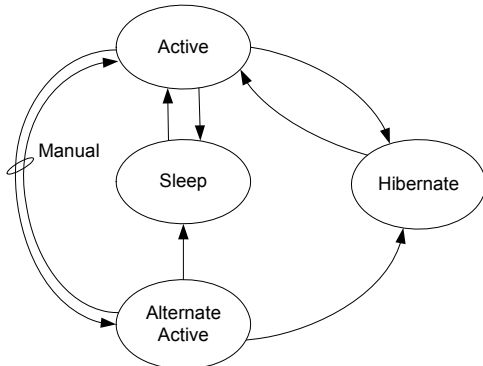 Active
Manual
Sleep
Hibernate
Alternate
Active